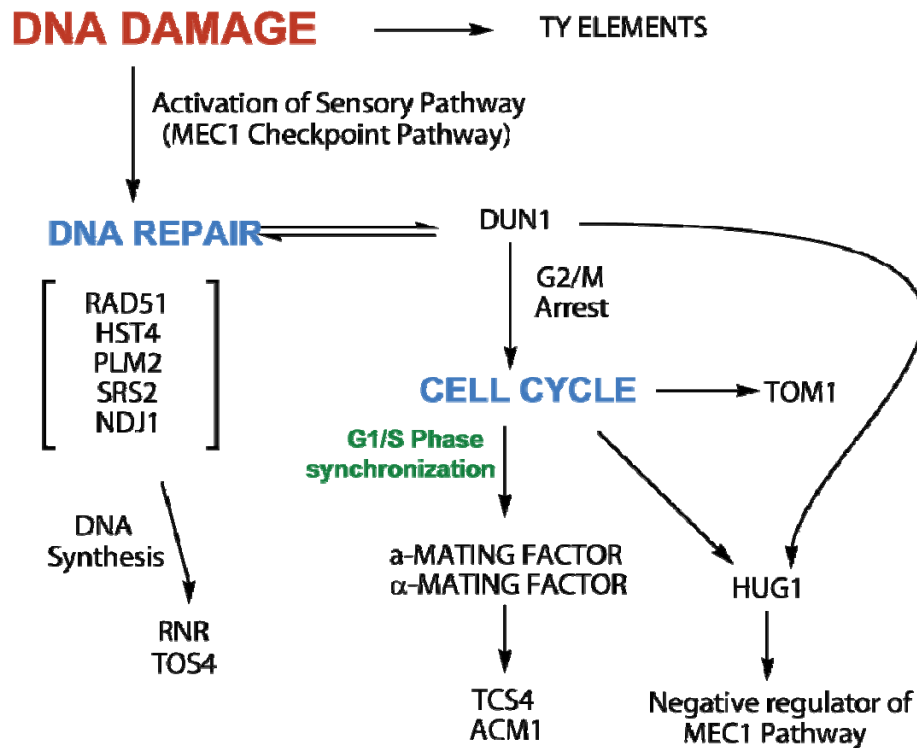 DNA DAMAGE
TY ELEMENTS
Activation of Sensory Pathway
(MEC1 Checkpoint Pathway)
DNA REPAIR
DUN1
RAD51
HST4
PLM2
SRS2
NDJ1
G2/M
Arrest
CELL CYCLE
TOM1
G1/S Phase
synchronization
DNA
Synthesis
a-MATING FACTOR
α-MATING FACTOR
HUG1
RNR
TOS4
TCS4
ACM1
Negative regulator of
MEC1 Pathway